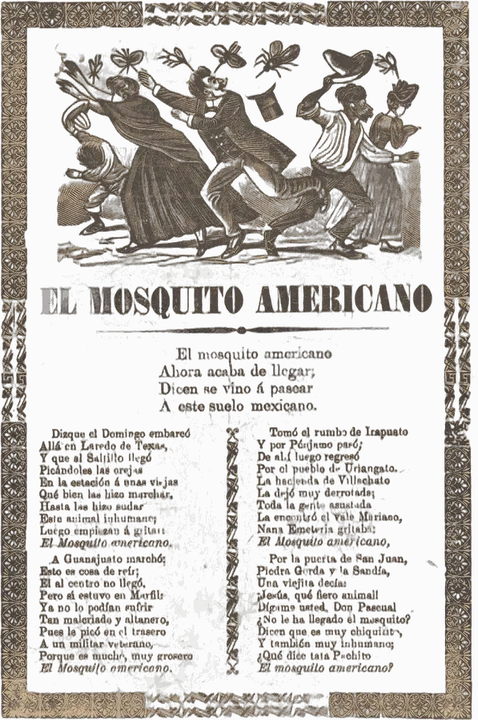 EL MOSQUITO AMERICANO
El mosquito americano
Ahora acaba de llegar;
Dicen se vino á pasear
A este suelo mexicano.
Dizque el Domingo embarcó
Allá en Laredo de Texas,
Y que al Saltillo llegó
Picándoles las orejas
En la estación á unas viejas
Qué bien las hizo marchar,
Hasta las hizo sudar
Este animal inhumano;
Luego empiezan á gritar:
El Mosquito americano.
A Guanajuato marchó;
Esto es cosa de reír;
El al centro no llegó,
Pero sí estuvo en Marfil;
Ya no lo podían sufrir
Tan malcriado y altanero,
Pues le picó en el trasero
A un militar veterano,
Porque es mucho, muy grosero
El Mosquito americano.
Tomó el rumbo de Irapuato
Y por Pénjamo pasó;
De ahí luego regresó
Por el pueblo de Uriangato.
La hacienda de Villachato
La dejó muy derrotada;
Toda la gente asustada
La encontró el Vale Mariano,
Nana Emeteria gritaba:
El Mosquito americano,
Por la puerta de San Juan,
Piedra Gorda y la Sandía,
Una viejita decía:
¡Jesús, qué fiero animal!
Dígame usted, Don Pascual
¿No le ha llegado el mosquito?
Dicen que es muy chiquito,
Y también muy inhumano;
¿Qué dice tata Pachito
El mosquito americano?